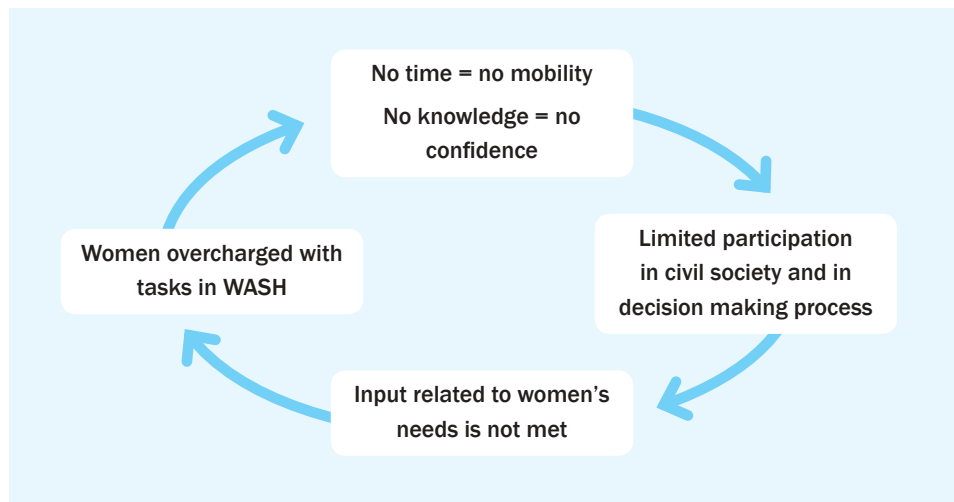 No time = no mobility
No knowledge = no
confidence
Women overcharged with
tasks in WASH
Limited participation
in civil society and in
decision making process
Input related to women’s
needs is not met